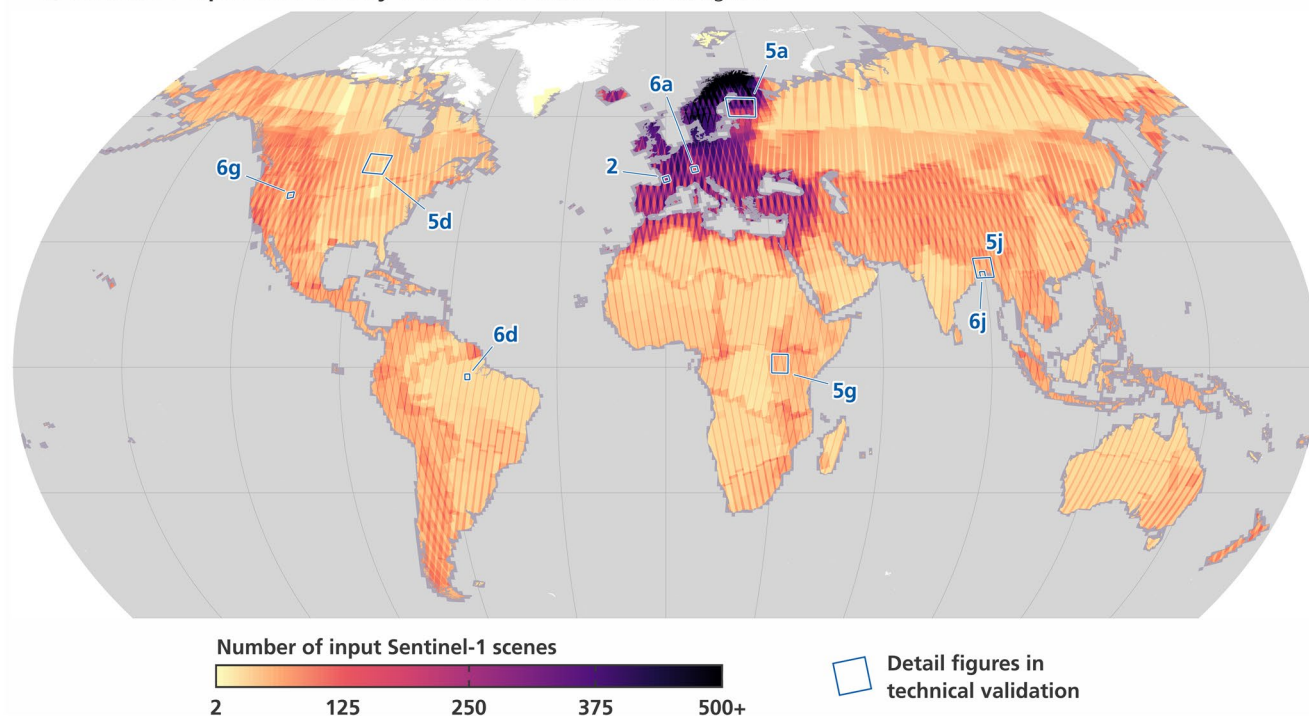 5a
6a
2
6g
5d
5j
6j
6d
5g
Number of input Sentinel-1 scenes
2 125 250 375 500+
Detail figures in
technical validation